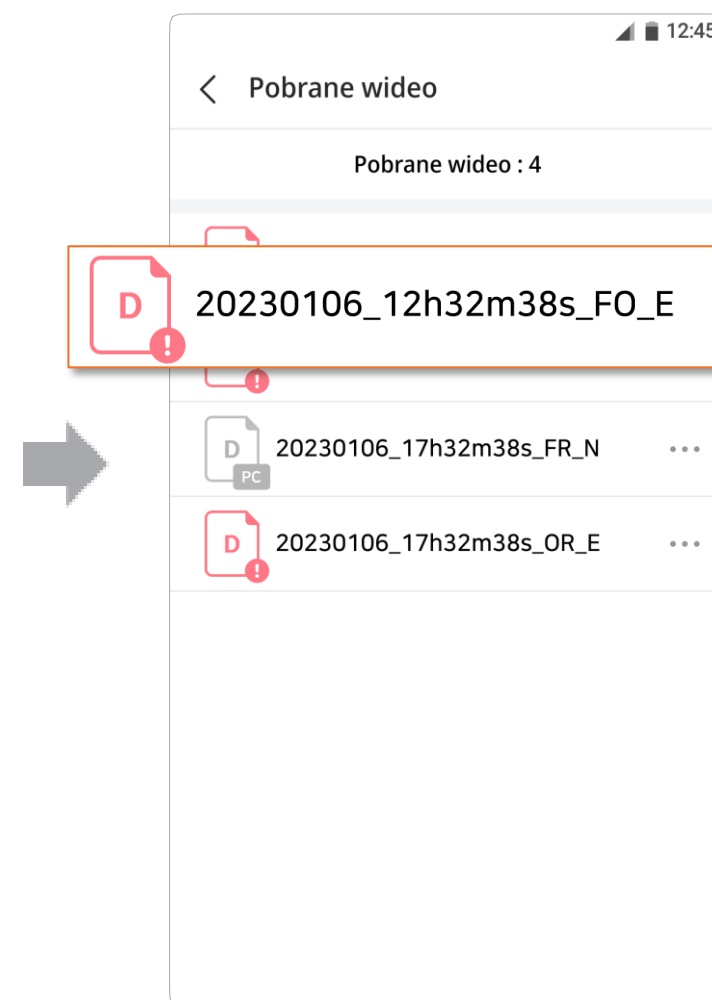 12:45
Pobrane wideo
Pobrane wideo : 4
D
20230106_12h32m38s_FO_E
!
!
D
PC
20230106_17h32m38s_FR_N
D
20230106_17h32m38s_OR_E
!